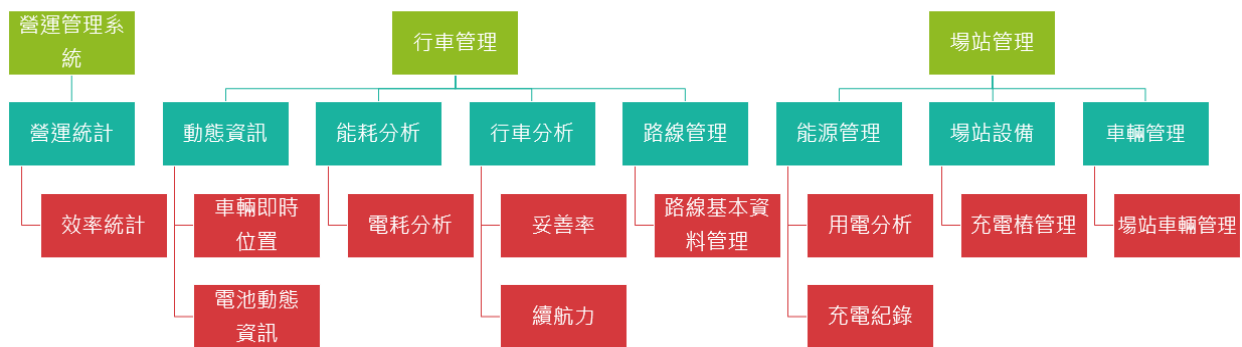 營運管理系
統
行車管理
場站管理
營運統計
動態資訊
能耗分析
行車分析
路線管理
能源管理
場站設備
車輛管理
效率統計
車輛即時
位置
電耗分析
妥善率
路線基本資
料管理
用電分析
充電樁管理
場站車輛管理
電池動態
資訊
續航力
充電紀錄